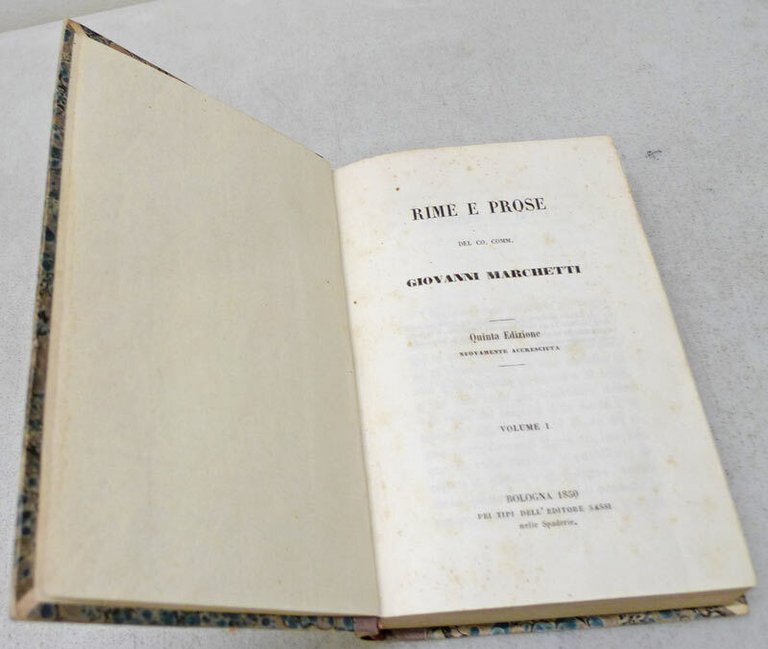 RIME E PROSE
DEL CO. COMM.
GIOVANNI MARCHETTI
Quinta Edizione
NUOVAMENTE ACCRESCIUTA
VOLUME I.
BOLOGNA 1850
PEI TIPI DELL' EDITORE SASSI
nelle Spaderie.